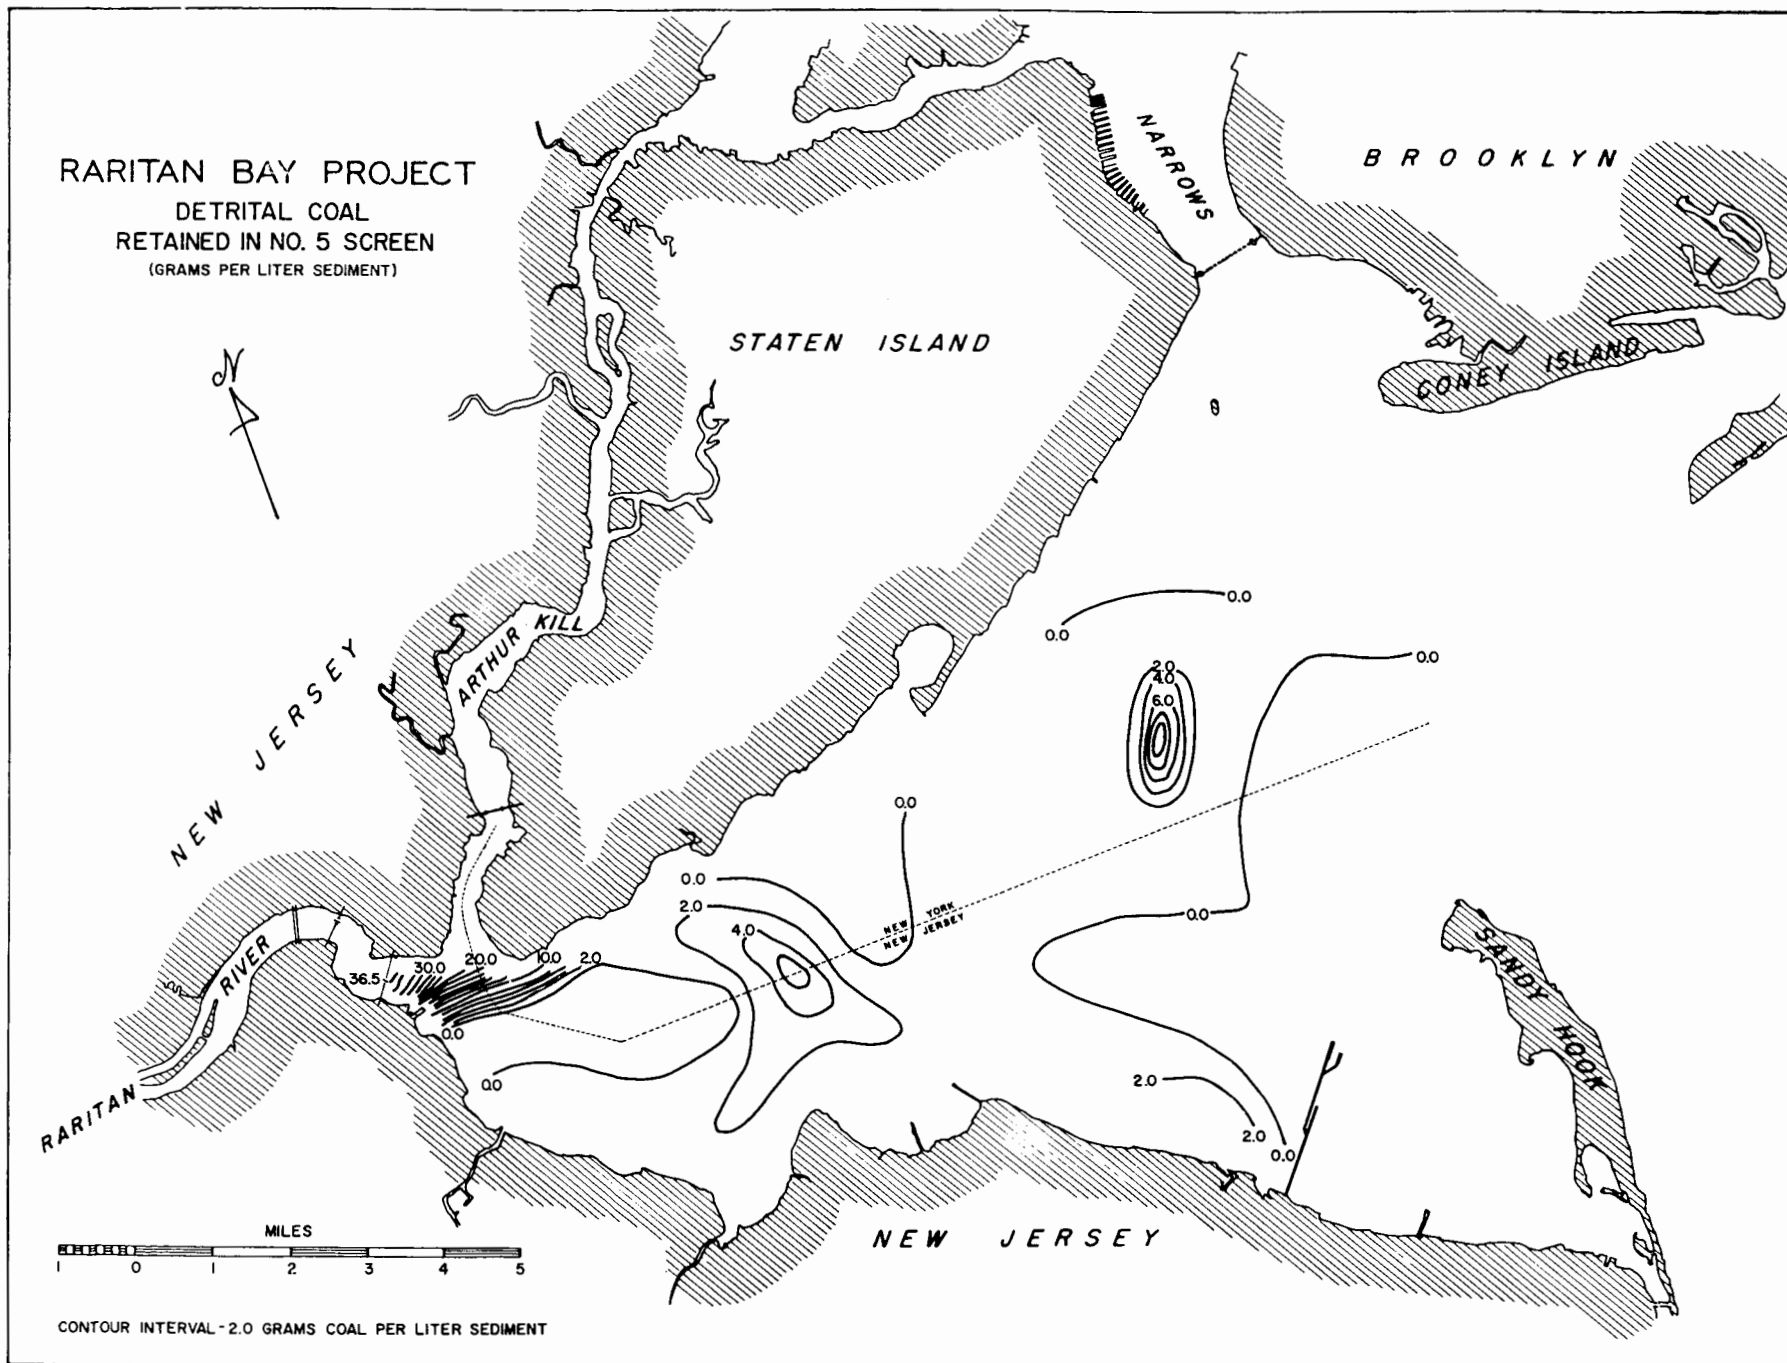 RARITAN BAY PROJECT
DETRITAL COAL
RETAINED IN NO. 5 SCREEN
(GRAMS PER LITER SEDIMENT)
N
NARROWS
BROOKLYN
STATEN ISLAND
CONEY ISLAND
ARTHUR KILL
NEW JERSEY
0.0
0.0
0.0
2.0
4.0
6.0
0.0
0.0
2.0
4.0
NEW YORK
NEW JERSEY
0.0
SANDY HOOK
RARITAN RIVER
36.5
30.0
20.0
10.0
2.0
0.0
0.0
2.0
2.0
0.0
NEW JERSEY
MILES
1 0 1 2 3 4 5
CONTOUR INTERVAL-2.0 GRAMS COAL PER LITER SEDIMENT